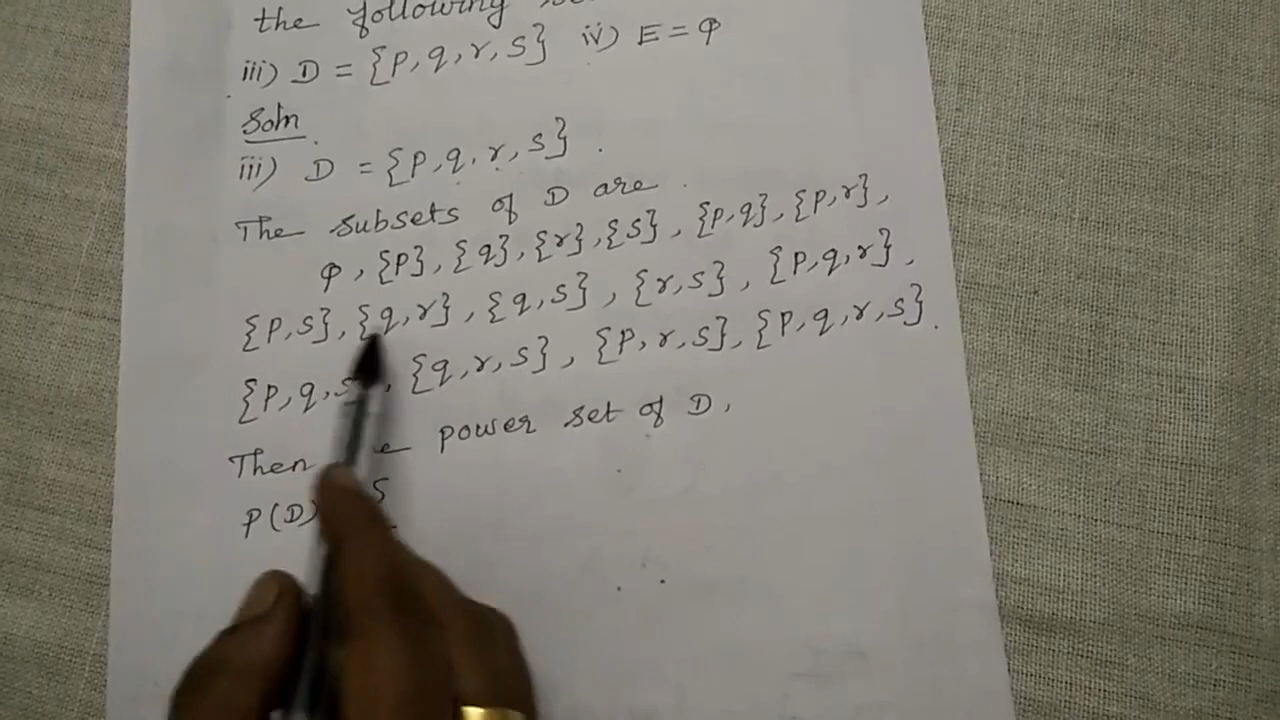 the following
iii) D = {p, q, r, s} iv) E = φ
Soln
iii) D = {p, q, r, s}.
The subsets of D are
φ, {p}, {q}, {r}, {s}, {p, q}, {p, r},
{p, s}, {q, r}, {q, s}, {r, s}, {p, q, r},
{p, q, s, {q, r, s}, {p, r, s}, {p, q, r, s}.
Then power set of D,
P(D) {